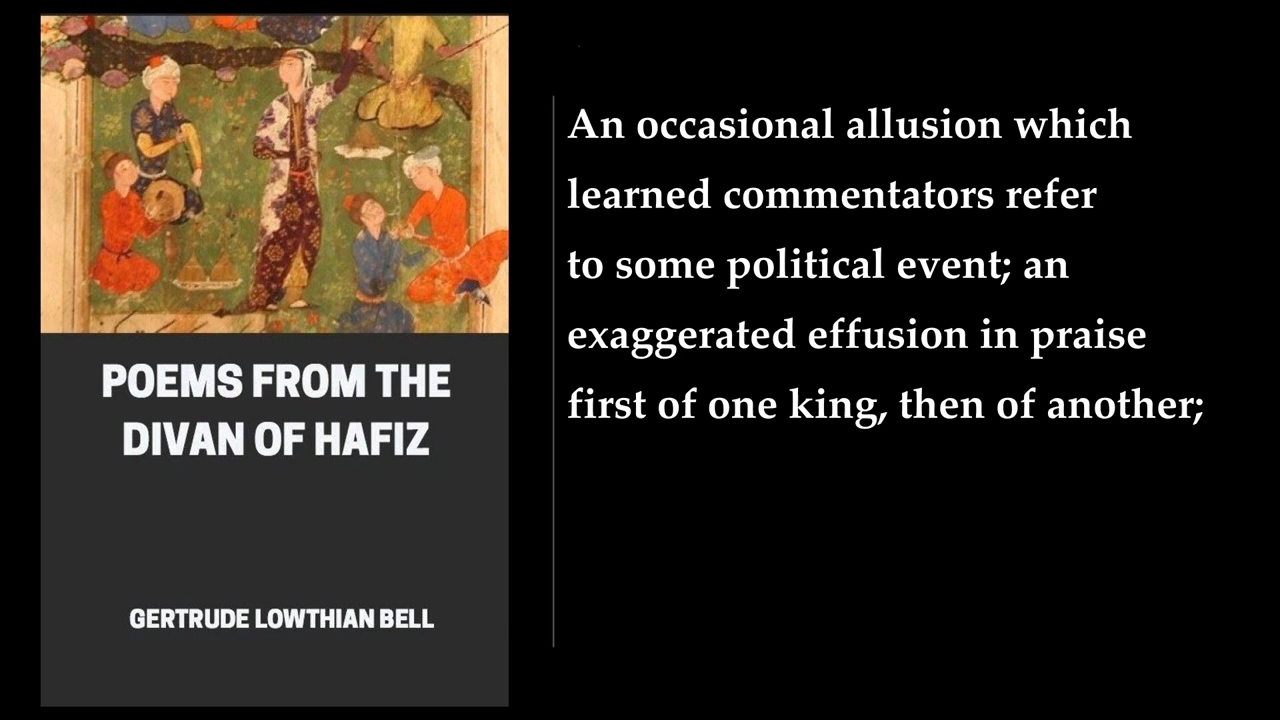 POEMS FROM THE
DIVAN OF HAFIZ
GERTRUDE LOWTHIAN BELL
An occasional allusion which
learned commentators refer
to some political event; an
exaggerated effusion in praise
first of one king, then of another;